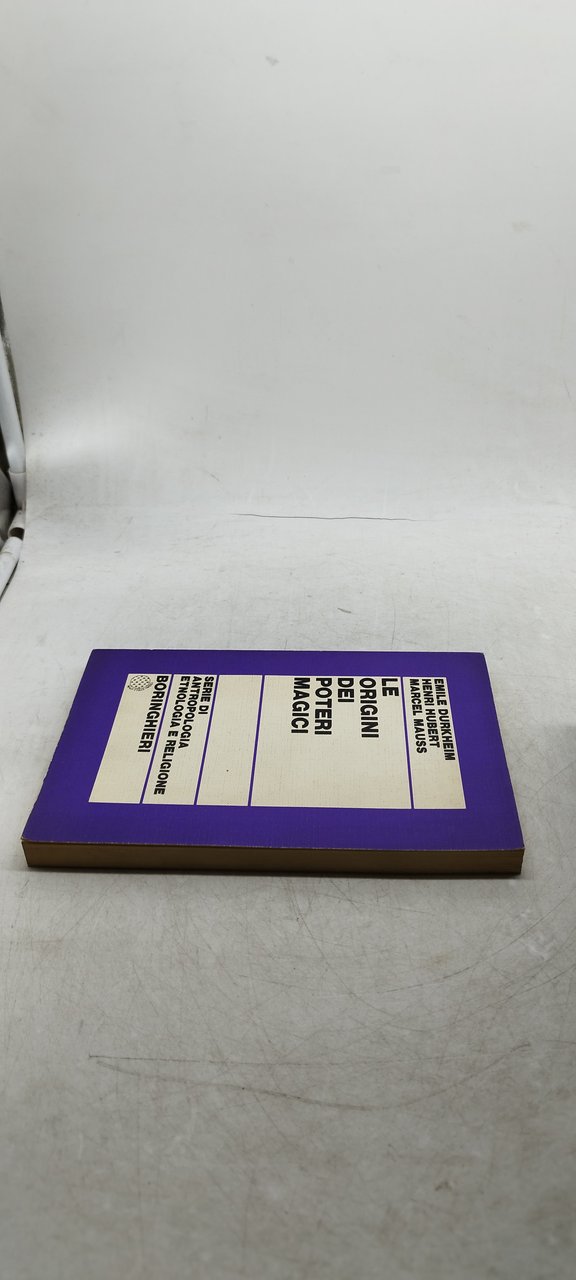 EMILE DURKHEIM
HENRI HUBERT
MARCEL MAUSS
LE
ORIGINI
DEI
POTERI
MAGICI
SERIE DI
ANTROPOLOGIA
ETNOLOGIA E RELIGIONE
BORINGHIERI